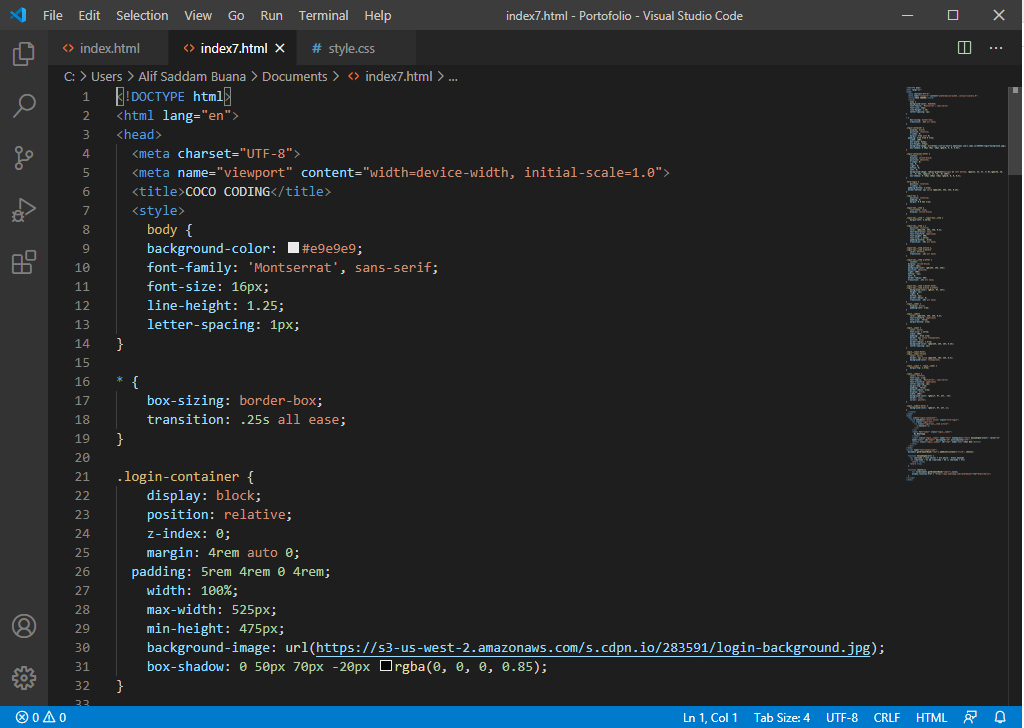 File Edit Selection View Go Run Terminal Help index7.html - Portofolio - Visual Studio Code
index.html index7.html style.css
C: > Users > Alif Saddam Buana > Documents > index7.html > ...
1 <!DOCTYPE html>
2 <html lang="en">
3 <head>
4 <meta charset="UTF-8">
5 <meta name="viewport" content="width=device-width, initial-scale=1.0">
6 <title>COCO CODING</title>
7 <style>
8 body {
9 background-color: #e9e9e9;
10 font-family: 'Montserrat', sans-serif;
11 font-size: 16px;
12 line-height: 1.25;
13 letter-spacing: 1px;
14 }
15
16 * {
17 box-sizing: border-box;
18 transition: .25s all ease;
19 }
20
21 .login-container {
22 display: block;
23 position: relative;
24 z-index: 0;
25 margin: 4rem auto 0;
26 padding: 5rem 4rem 0 4rem;
27 width: 100%;
28 max-width: 525px;
29 min-height: 475px;
30 background-image: url(https://s3-us-west-2.amazonaws.com/s.cdpn.io/283591/login-background.jpg);
31 box-shadow: 0 50px 70px -20px rgba(0, 0, 0, 0.85);
32 }
33
0 0 Ln 1, Col 1 Tab Size: 4 UTF-8 CRLF HTML